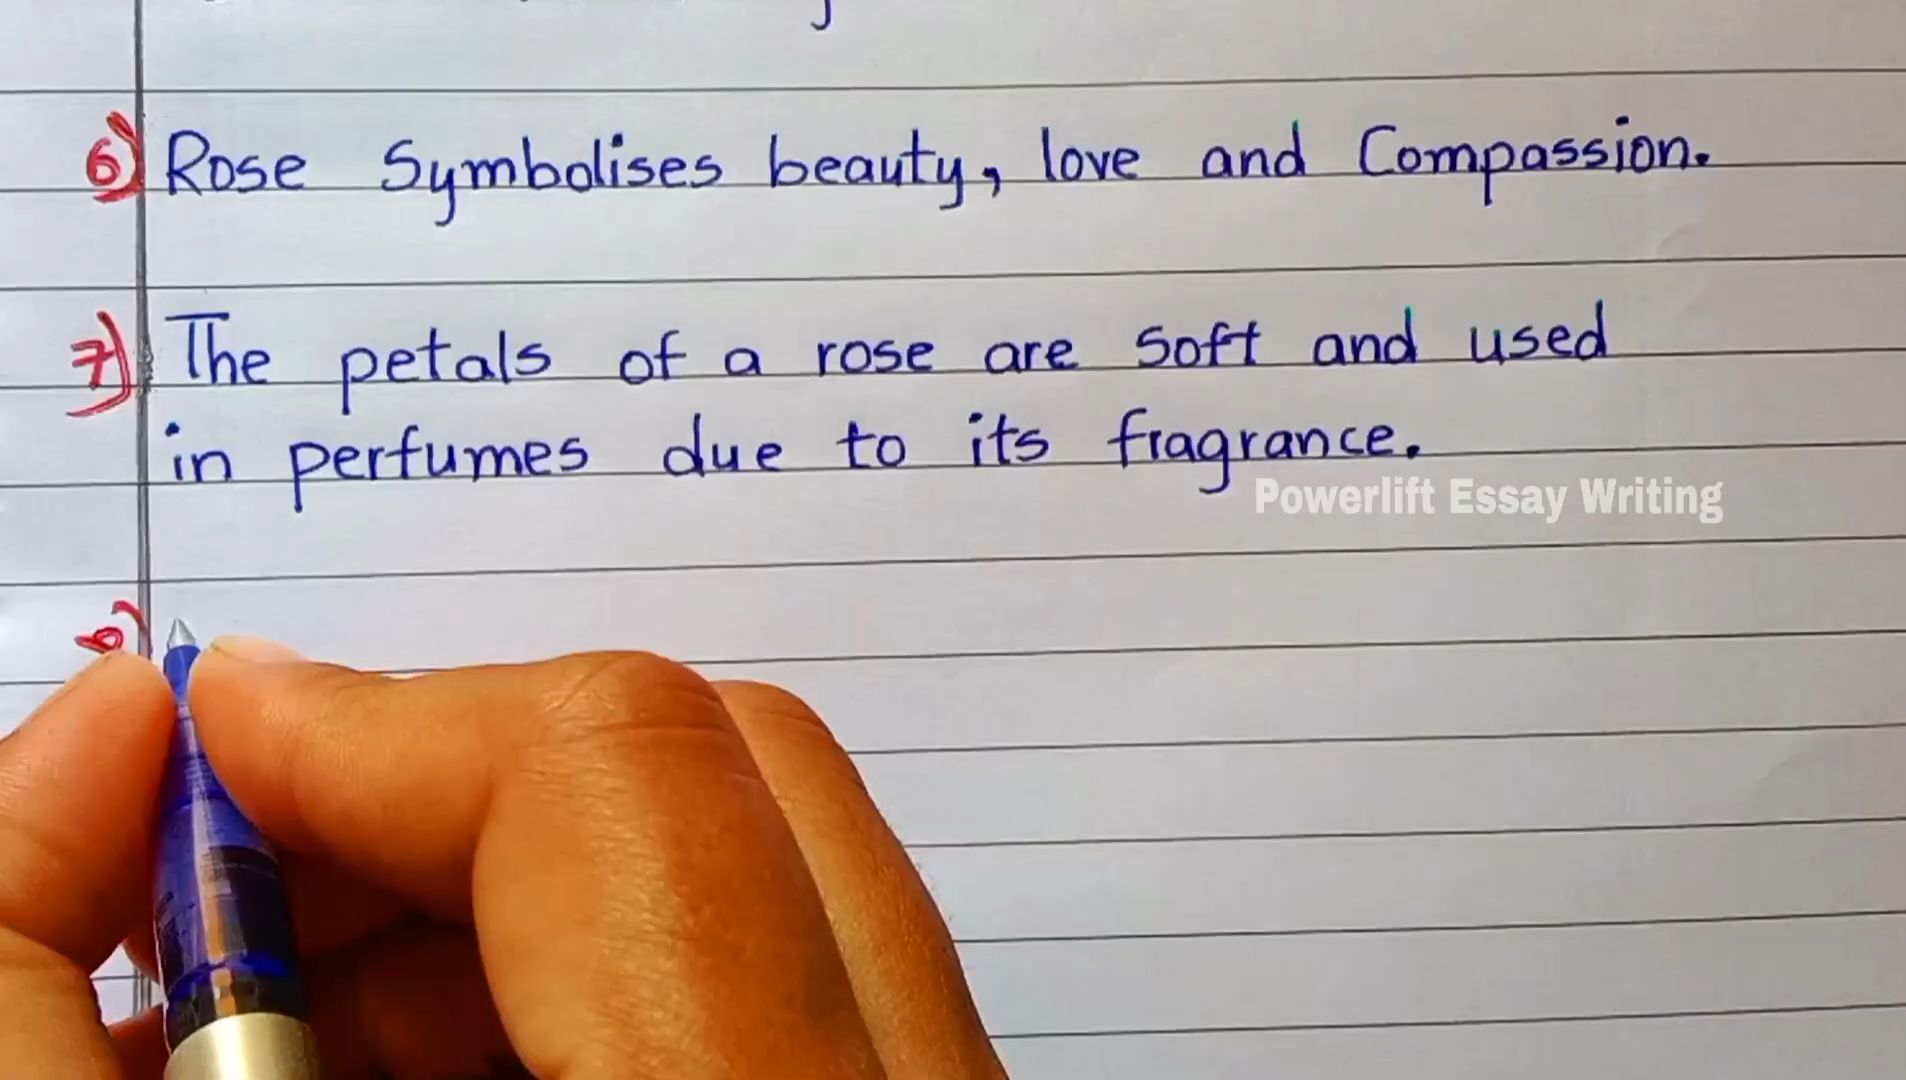 6) Rose Symbolises beauty, love and Compassion.
7) The petals of a rose are soft and used
in perfumes due to its fragrance.
Powerlift Essay Writing